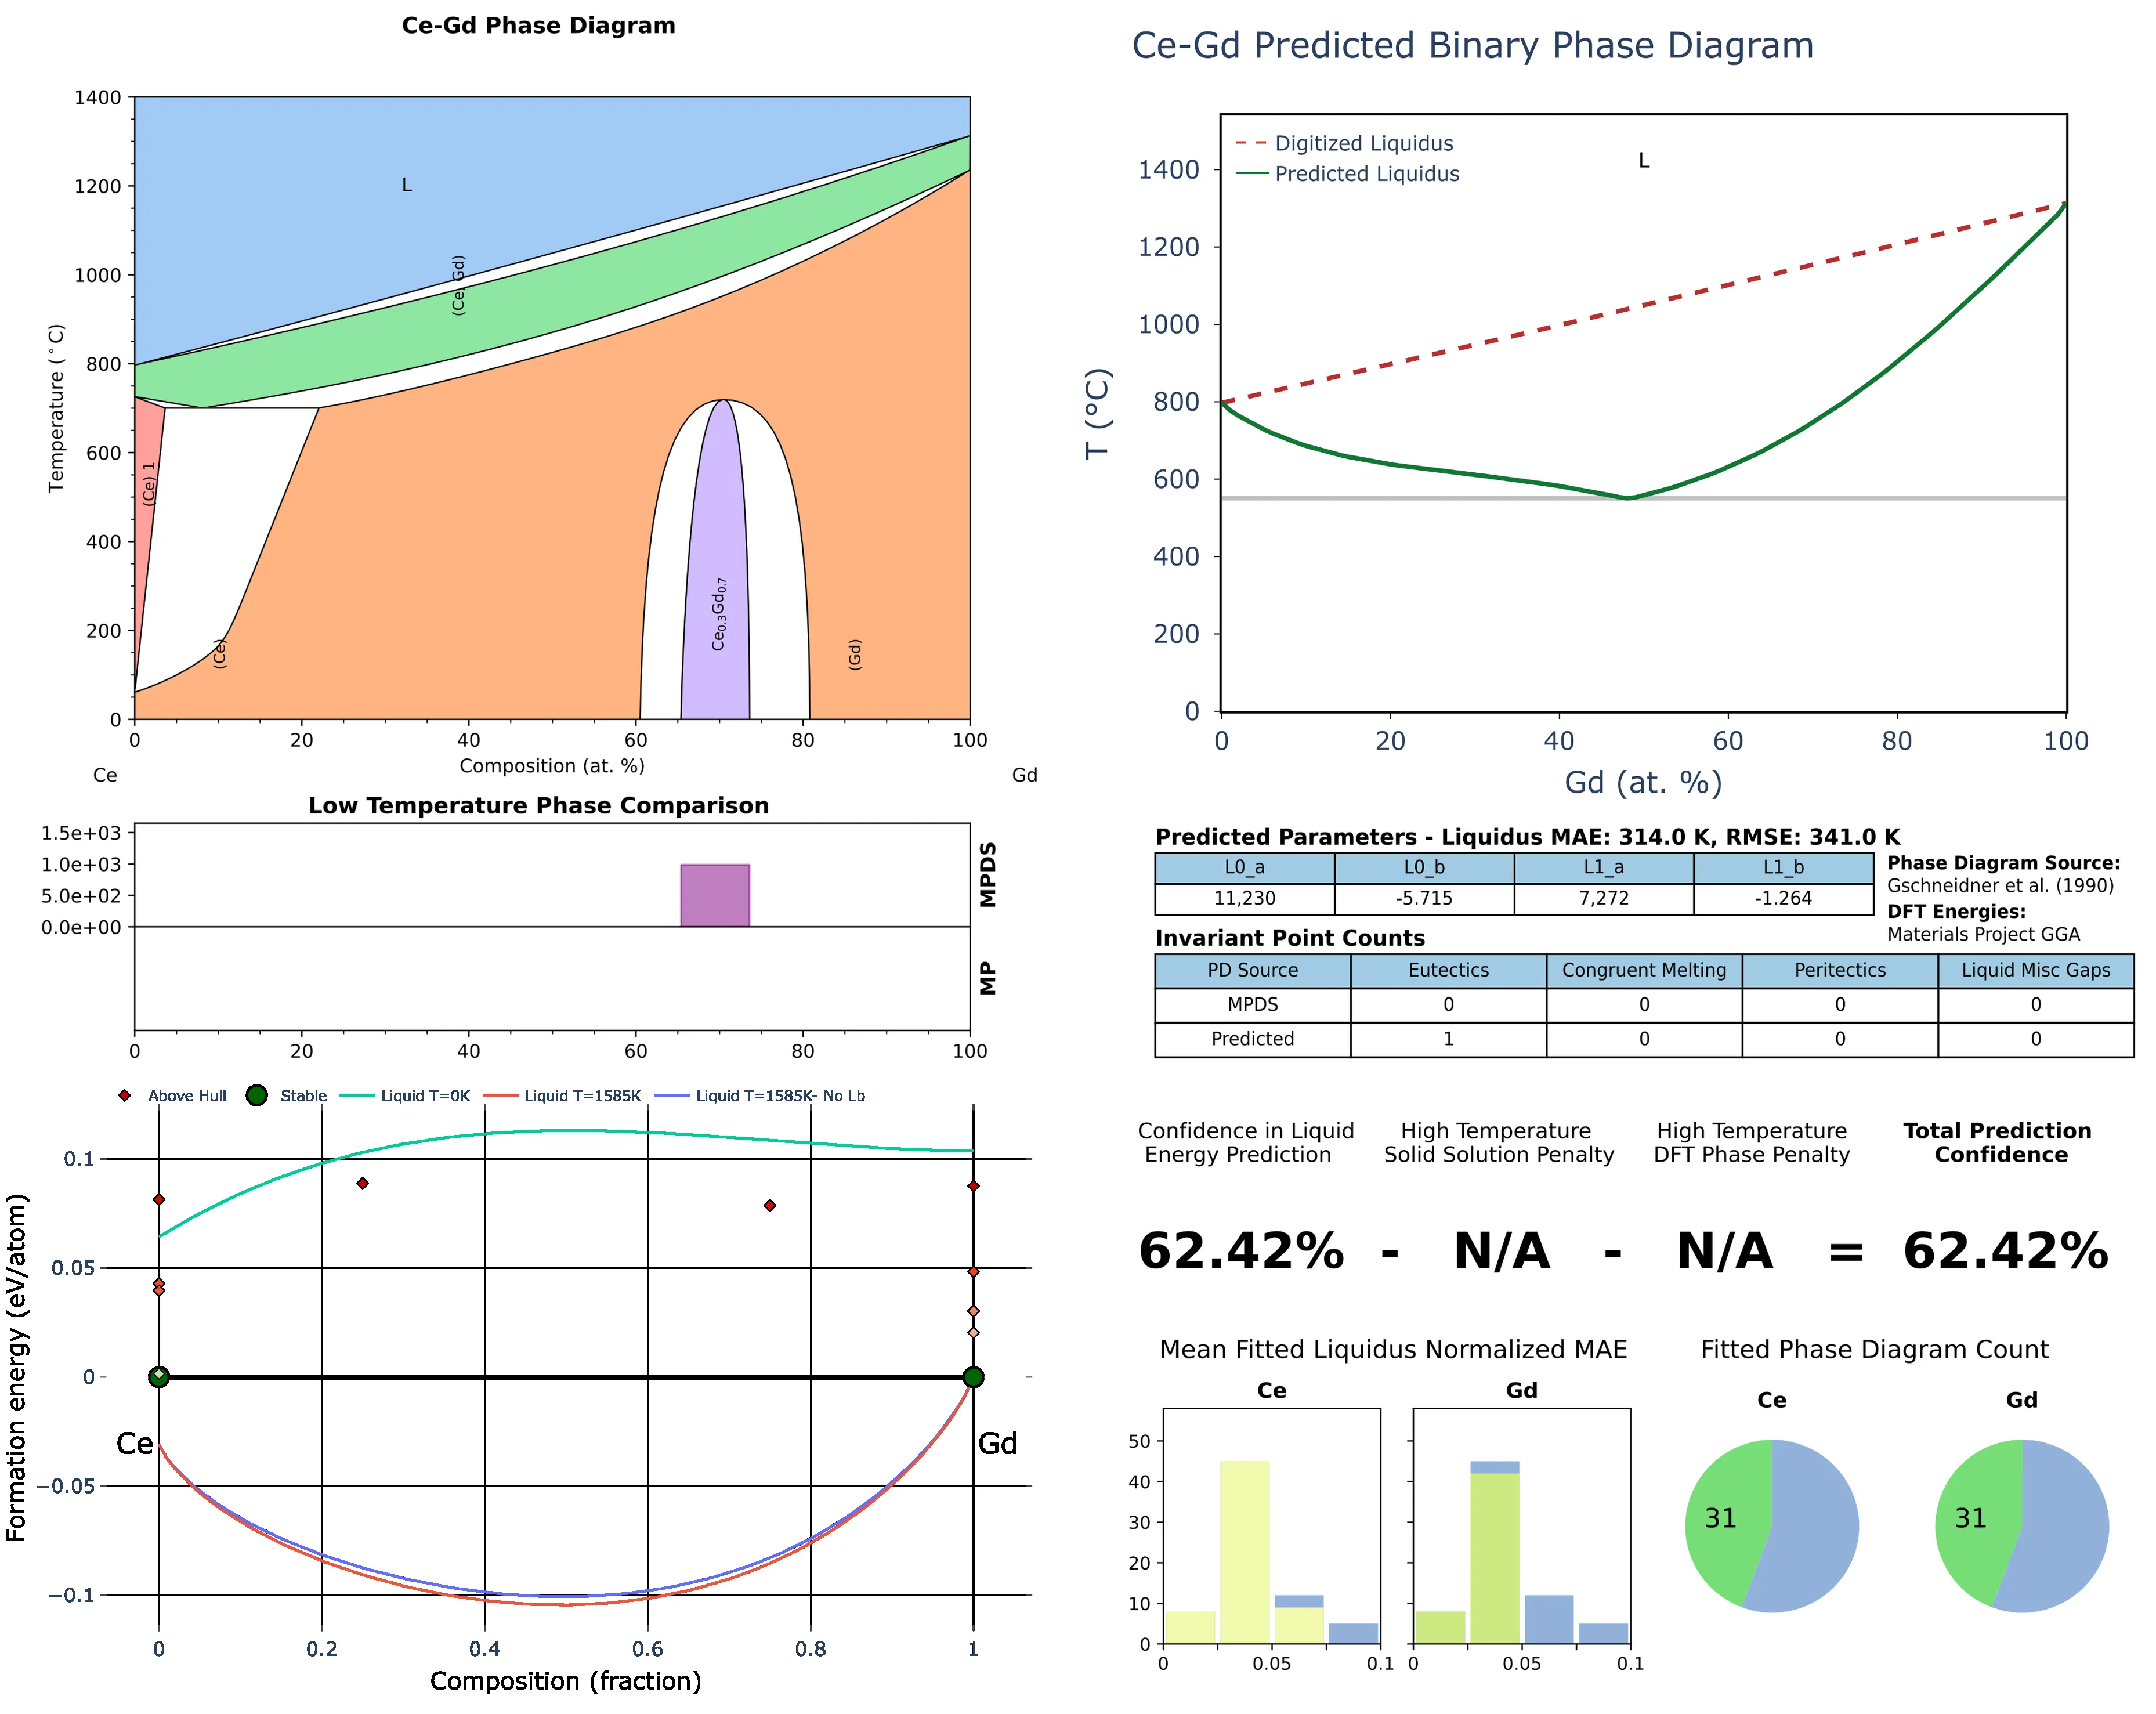 Ce-Gd Phase Diagram
1400
1200
1000
800
600
400
200
0
Temperature (°C)
L
(Ce, Gd)
(Ce) 1
(Ce)
Ce0.3Gd0.7
(Gd)
0 20 40 60 80 100
Composition (at. %)
Ce Gd
Low Temperature Phase Comparison
1.5e+03
1.0e+03
5.0e+02
0.0e+00
MPDS
MP
0 20 40 60 80 100
Above Hull Stable Liquid T=0K Liquid T=1585K Liquid T=1585K- No Lb
0.1
0.05
0
−0.05
−0.1
Formation energy (eV/atom)
Ce Gd
0 0.2 0.4 0.6 0.8 1
Composition (fraction)
Ce-Gd Predicted Binary Phase Diagram
Digitized Liquidus
Predicted Liquidus
L
1400
1200
1000
800
600
400
200
0
T (°C)
0 20 40 60 80 100
Gd (at. %)
Predicted Parameters - Liquidus MAE: 314.0 K, RMSE: 341.0 K
L0_a L0_b L1_a L1_b
11,230 -5.715 7,272 -1.264
Phase Diagram Source:
Gschneidner et al. (1990)
DFT Energies:
Materials Project GGA
Invariant Point Counts
PD Source Eutectics Congruent Melting Peritectics Liquid Misc Gaps
MPDS 0 0 0 0
Predicted 1 0 0 0
Confidence in Liquid
Energy Prediction
High Temperature
Solid Solution Penalty
High Temperature
DFT Phase Penalty
Total Prediction
Confidence
62.42% - N/A - N/A = 62.42%
Mean Fitted Liquidus Normalized MAE
Ce Gd
50
40
30
20
10
0
0 0.05 0.1 0 0.05 0.1
Fitted Phase Diagram Count
Ce Gd
31 31